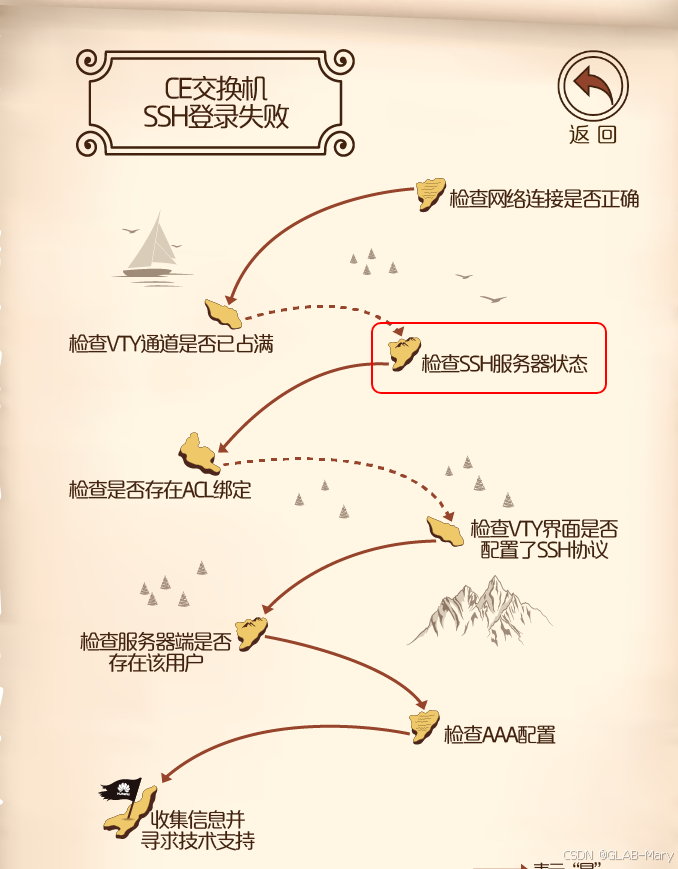 CE交换机
SSH登录失败
返 回
检查网络连接是否正确
检查VTY通道是否已占满
检查SSH服务器状态
检查是否存在ACL绑定
检查VTY界面是否
配置了SSH协议
检查服务器端是否
存在该用户
检查AAA配置
HUAWEI
收集信息并
寻求技术支持
CSDN @GLAB-Mary